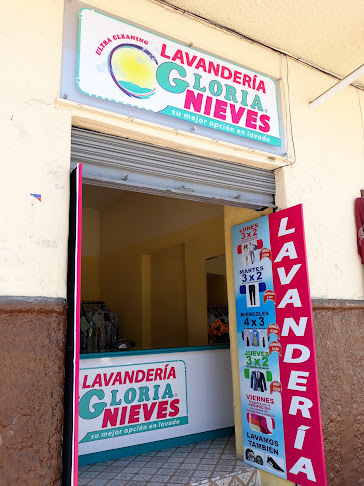 ULTRA CLEANING
LAVANDERÍA
GLORIA
NIEVES
su mejor opción en lavado
LAVANDERÍA
GLORIA
NIEVES
su mejor opción en lavado
LUNES
3x2
MARTES
3x2
MIERCOLES
4x3
JUEVES
3x2
VIERNES
LAVAMOS
TAMBIÉN
LAVANDERÍA